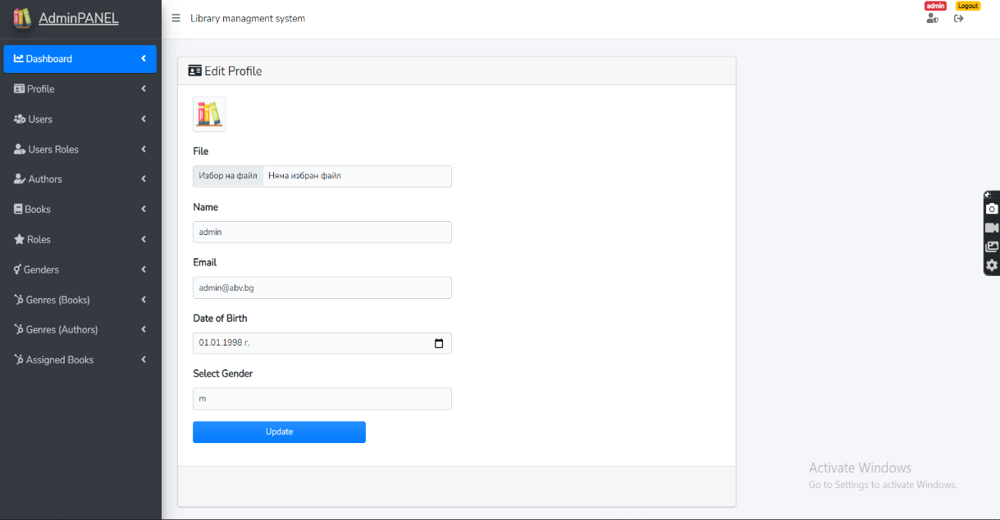 AdminPANEL
Library managment system
admin
Logout
Dashboard
Profile
Users
Users Roles
Authors
Books
Roles
Genders
Genres (Books)
Genres (Authors)
Assigned Books
Edit Profile
File
Избор на файл Няма избран файл
Name
admin
Email
admin@abv.bg
Date of Birth
01.01.1998 г.
Select Gender
m
Update
Activate Windows
Go to Settings to activate Windows.